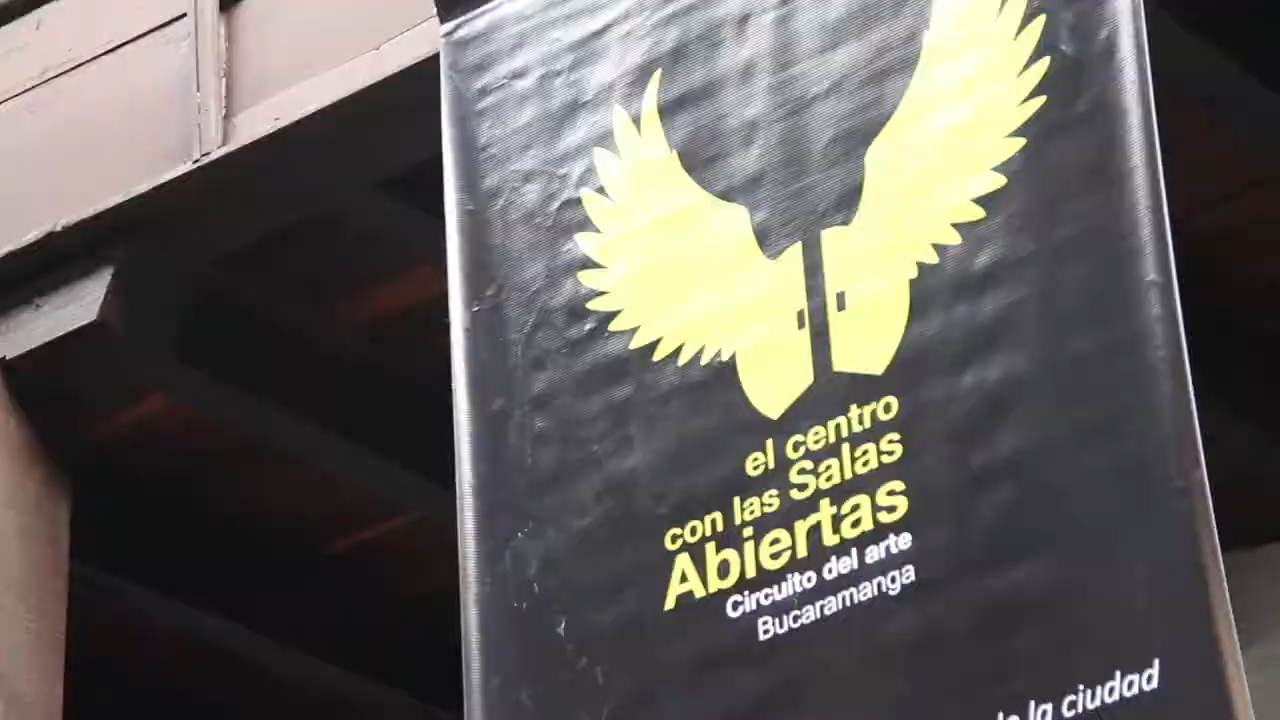 el centro
con las Salas
Abiertas
Circuito del arte
Bucaramanga
la ciudad